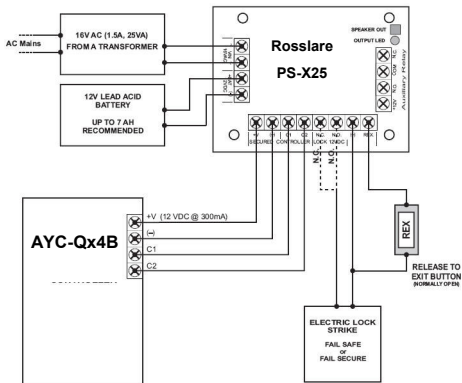 16V AC (1.5A, 25VA)
FROM A TRANSFORMER
AC Mains
12V LEAD ACID
BATTERY
UP TO 7 AH
RECOMMENDED
Rosslare
PS-X25
SPEAKER OUT
OUTPUT LED
N.C.
COM
N.O.
+12V
Auxiliary Relay
+V (-) C1 C2 N.C. N.O. (-) REX
SECURED CONTROLLER LOCK 12VDC
N.C. N.O.
AYC-Qx4B
+V (12 VDC @ 300mA)
(-)
C1
C2
REX
RELEASE TO
EXIT BUTTON
(NORMALLY OPEN)
ELECTRIC LOCK
STRIKE
FAIL SAFE
or
FAIL SECURE